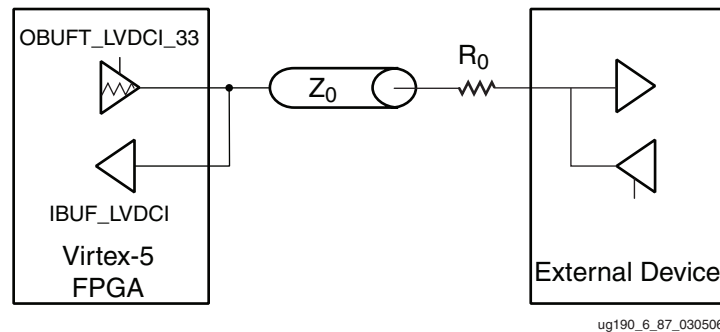 OBUFT_LVDCI_33
R0
Z0
IBUF_LVDCI
Virtex-5
FPGA
External Device
ug190_6_87_030506